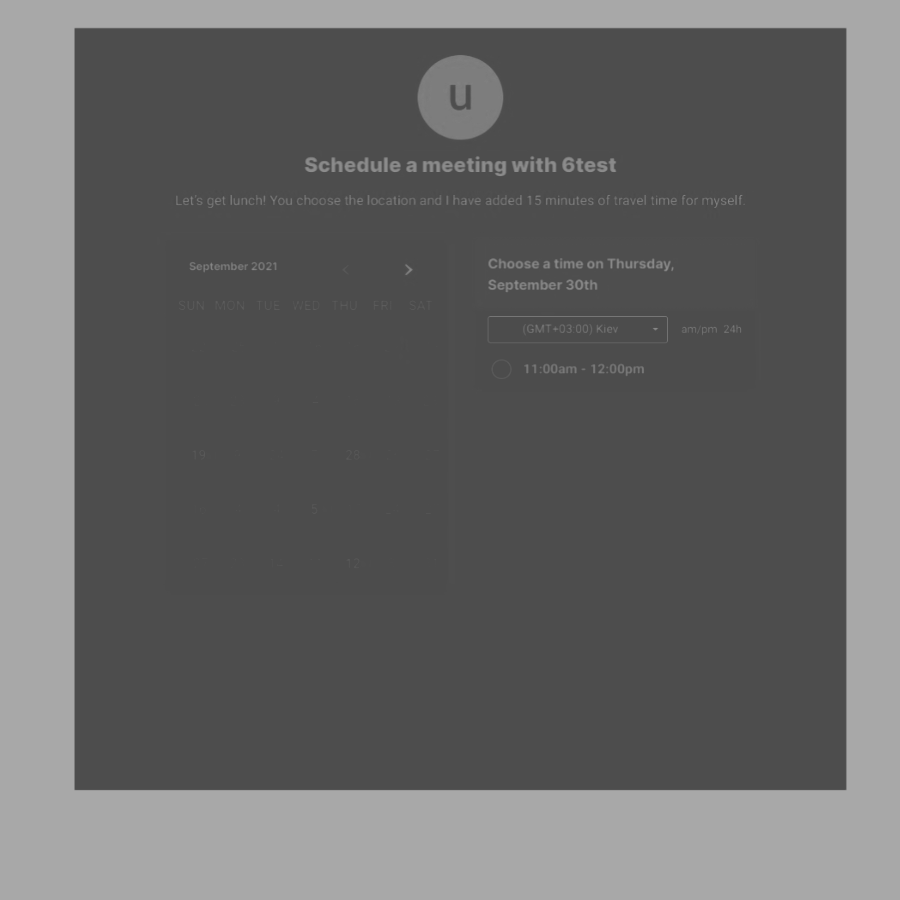 u
Schedule a meeting with 6test
Let's get lunch! You choose the location and I have added 15 minutes of travel time for myself.
September 2021
SUN MON TUE WED THU FRI SAT
19
5
12
Choose a time on Thursday,
September 30th
(GMT+03:00) Kiev
am/pm 24h
11:00am - 12:00pm